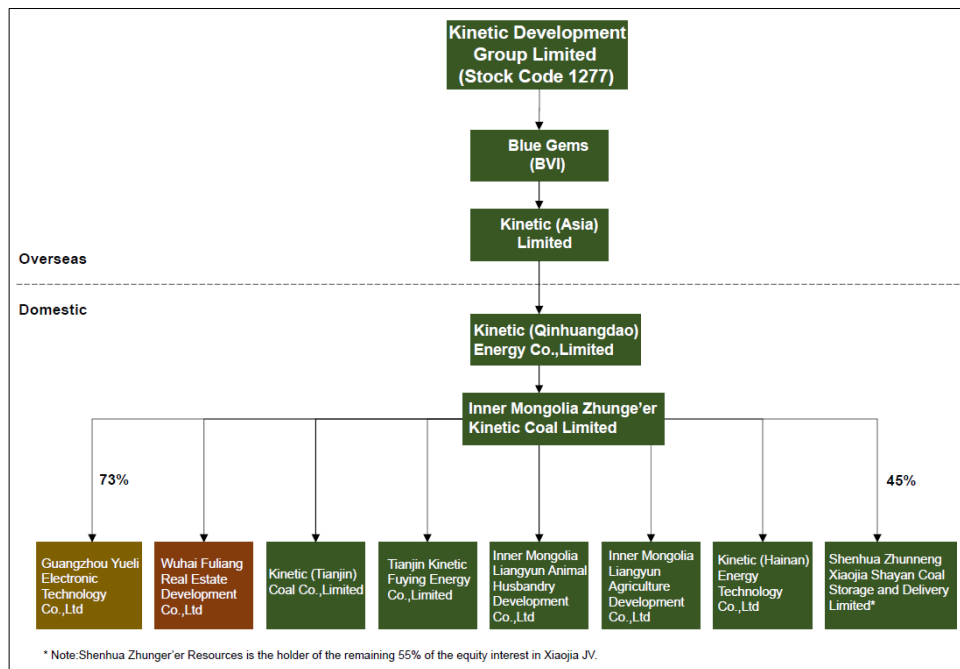 Kinetic Development
Group Limited
(Stock Code 1277)
Blue Gems
(BVI)
Kinetic (Asia)
Limited
Overseas
Domestic
Kinetic (Qinhuangdao)
Energy Co.,Limited
Inner Mongolia Zhunge’er
Kinetic Coal Limited
73%
45%
Guangzhou Yueli
Electronic
Technology
Co.,Ltd
Wuhai Fuliang
Real Estate
Development
Co.,Ltd
Kinetic (Tianjin)
Coal Co.,Limited
Tianjin Kinetic
Fuying Energy
Co.,Limited
Inner Mongolia
Liangyun Animal
Husbandry
Development
Co.,Ltd
Inner Mongolia
Liangyun
Agriculture
Development
Co.,Ltd
Kinetic (Hainan)
Energy
Technology
Co.,Ltd
Shenhua Zhunneng
Xiaojia Shayan Coal
Storage and Delivery
Limited*
* Note:Shenhua Zhunger’er Resources is the holder of the remaining 55% of the equity interest in Xiaojia JV.